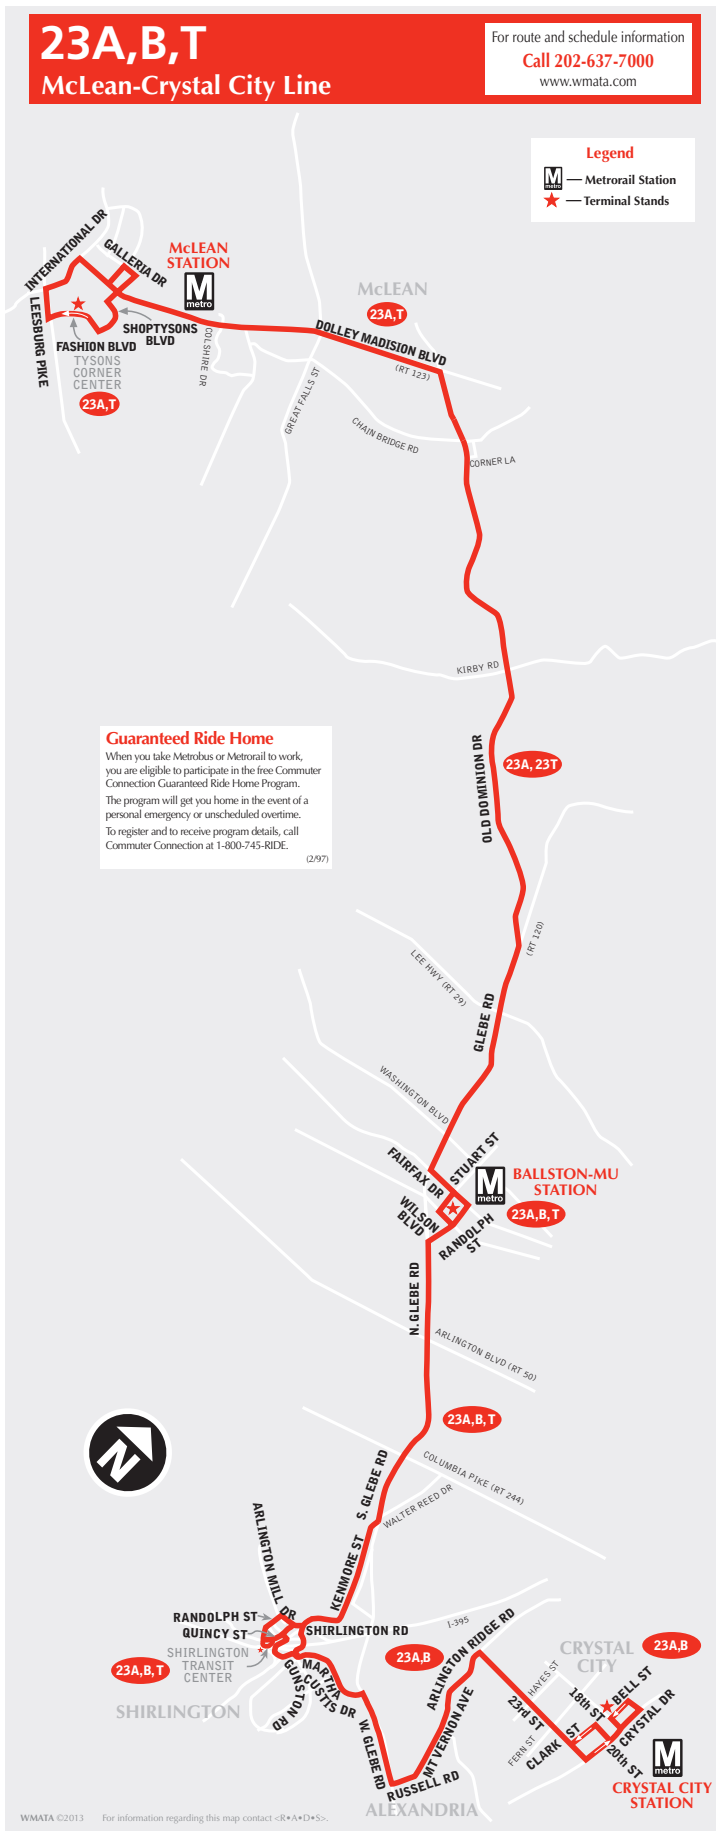 23A,B,T
McLean-Crystal City Line
For route and schedule information
Call 202-637-7000
www.wmata.com
Legend
M
metro
— Metrorail Station
— Terminal Stands
INTERNATIONAL DR
GALLERIA DR
McLEAN
STATION
M
metro
LEESBURG PIKE
SHOPTYSONS
BLVD
FASHION BLVD
TYSONS
CORNER
CENTER
23A,T
COLSHIRE DR
McLEAN
23A,T
DOLLEY MADISION BLVD
(RT 123)
GREAT FALLS ST
CHAIN BRIDGE RD
CORNER LA
KIRBY RD
Guaranteed Ride Home
When you take Metrobus or Metrorail to work,
you are eligible to participate in the free Commuter
Connection Guaranteed Ride Home Program.
The program will get you home in the event of a
personal emergency or unscheduled overtime.
To register and to receive program details, call
Commuter Connection at 1-800-745-RIDE.
(2/97)
OLD DOMINION DR
23A, 23T
(RT 120)
LEE HWY (RT 29)
GLEBE RD
WASHINGTON BLVD
FAIRFAX DR
STUART ST
M
metro
BALLSTON-MU
STATION
23A,B,T
WILSON
BLVD
RANDOLPH
ST
N. GLEBE RD
ARLINGTON BLVD (RT 50)
23A,B,T
N
S. GLEBE RD
COLUMBIA PIKE (RT 244)
WALTER REED DR
KENMORE ST
ARLINGTON MILL DR
RANDOLPH ST
QUINCY ST
SHIRLINGTON RD
SHIRLINGTON
TRANSIT
CENTER
23A,B,T
SHIRLINGTON
GUNSTON RD
MARTHA
CUSTIS DR
W. GLEBE RD
I-395
23A,B
ARLINGTON RIDGE RD
MT VERNON AVE
RUSSELL RD
ALEXANDRIA
CRYSTAL
CITY
23A,B
HAYES ST
23rd ST
FERN ST
18th ST
BELL ST
CLARK ST
CRYSTAL DR
20th ST
M
metro
CRYSTAL CITY
STATION
WMATA ©2013 For information regarding this map contact <R•A•D•S>.